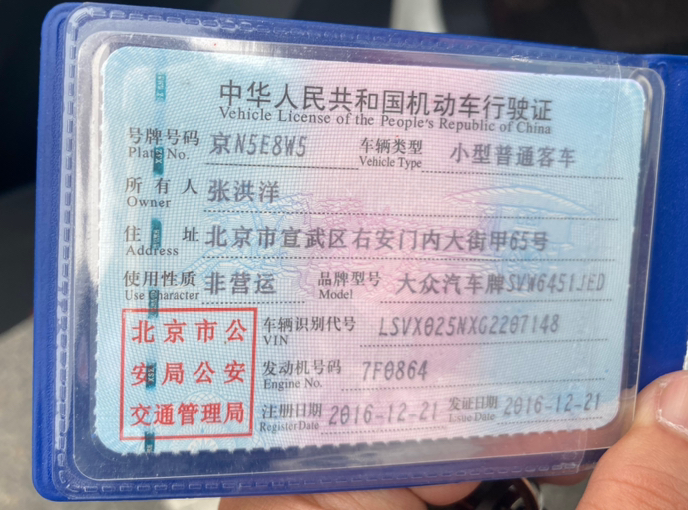 中华人民共和国机动车行驶证
Vehicle License of the People's Republic of China
号牌号码 京N5E8W5 车辆类型 小型普通客车
Plate No. Vehicle Type
所有人 张洪洋
Owner
住址 北京市宣武区右安门内大街甲65号
Address
使用性质 非营运 品牌型号 大众汽车牌SVW6451JED
Use Character Model
北京市公 车辆识别代号 LSVX025NXG2207148
VIN
安局公安 发动机号码 7F0864
Engine No.
交通管理局 注册日期 2016-12-21 发证日期 2016-12-21
Register Date Issue Date